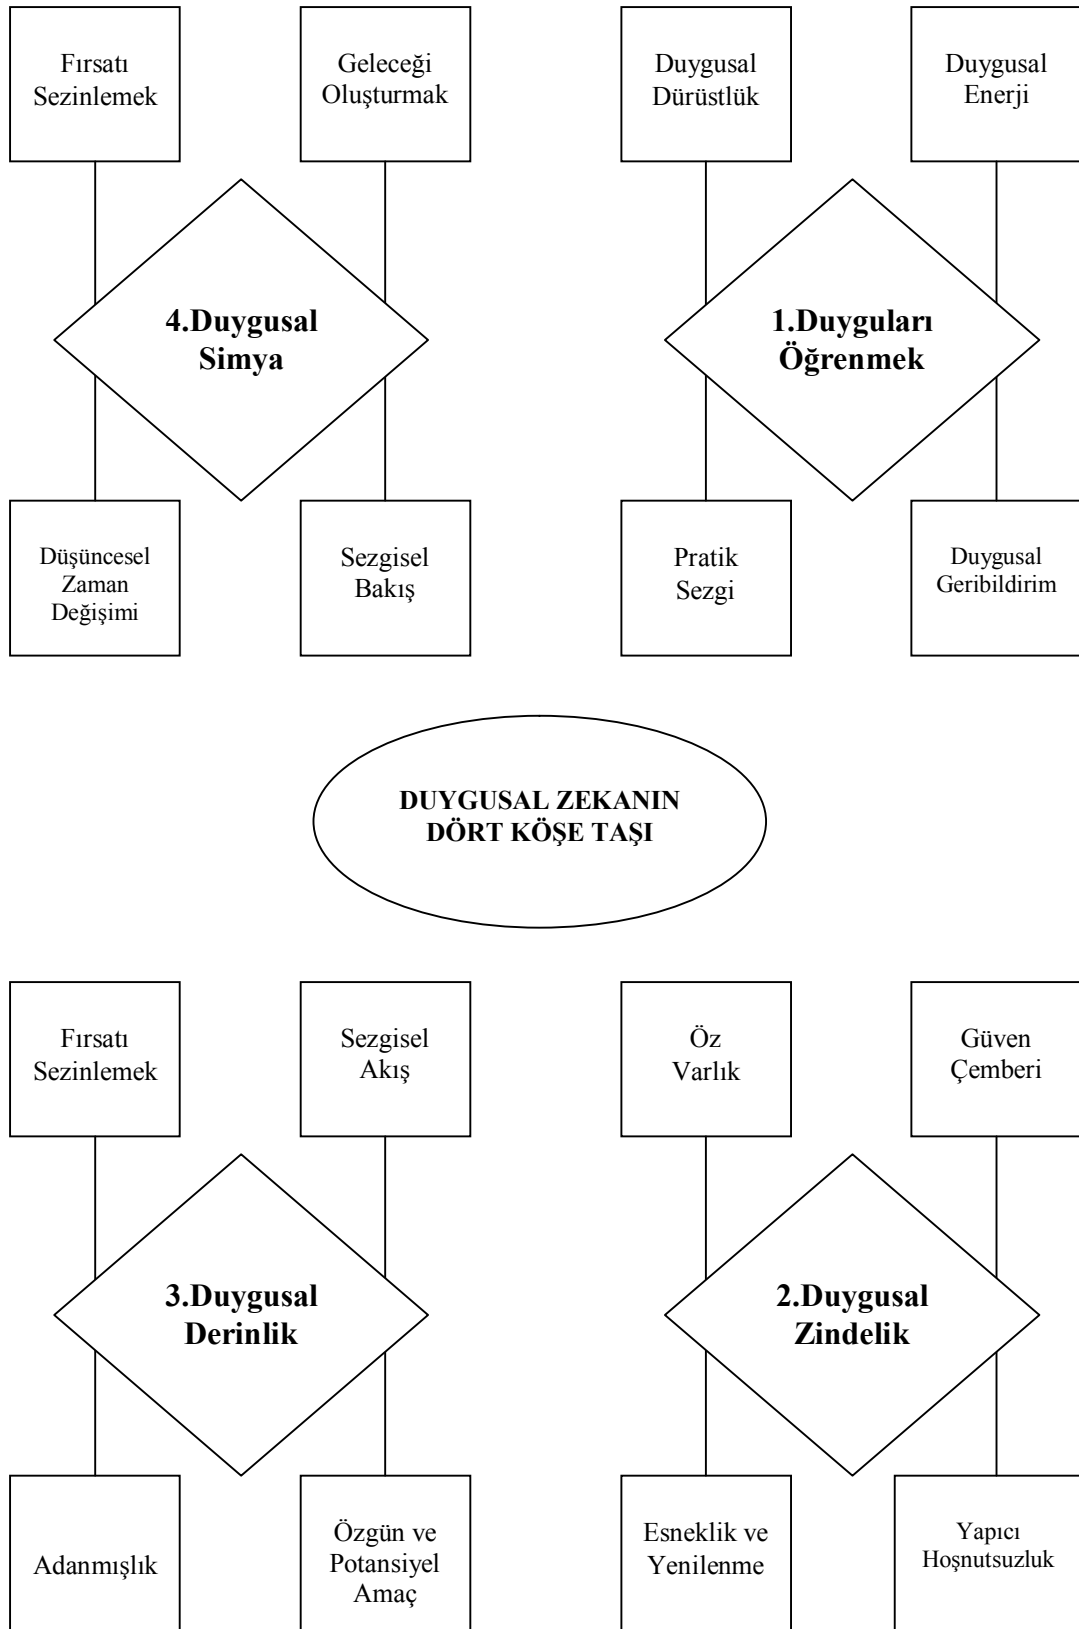 Fırsatı
Sezinlemek
Geleceği
Oluşturmak
Duygusal
Dürüstlük
Duygusal
Enerji
4.Duygusal
Simya
1.Duyguları
Öğrenmek
Düşüncesel
Zaman
Değişimi
Sezgisel
Bakış
Pratik
Sezgi
Duygusal
Geribildirim
DUYGUSAL ZEKANIN
DÖRT KÖŞE TAŞI
Fırsatı
Sezinlemek
Sezgisel
Akış
Öz
Varlık
Güven
Çemberi
3.Duygusal
Derinlik
2.Duygusal
Zindelik
Adanmışlık
Özgün ve
Potansiyel
Amaç
Esneklik ve
Yenilenme
Yapıcı
Hoşnutsuzluk